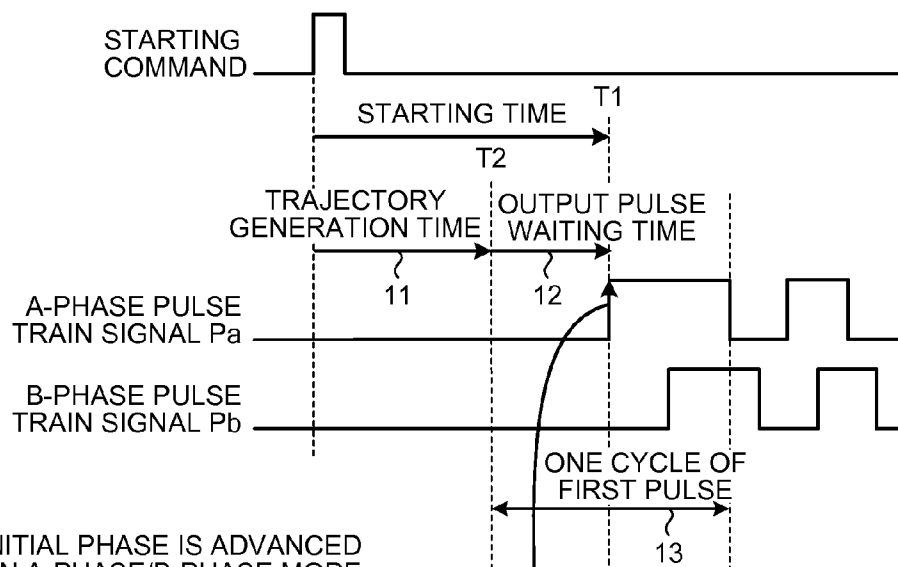 STARTING
COMMAND
T1
STARTING TIME
T2
TRAJECTORY
GENERATION TIME
OUTPUT PULSE
WAITING TIME
11
12
A-PHASE PULSE
TRAIN SIGNAL Pa
B-PHASE PULSE
TRAIN SIGNAL Pb
ONE CYCLE OF
FIRST PULSE
13
NITIAL PHASE IS ADVANCED
N A-PHASE/B-PHASE MODE